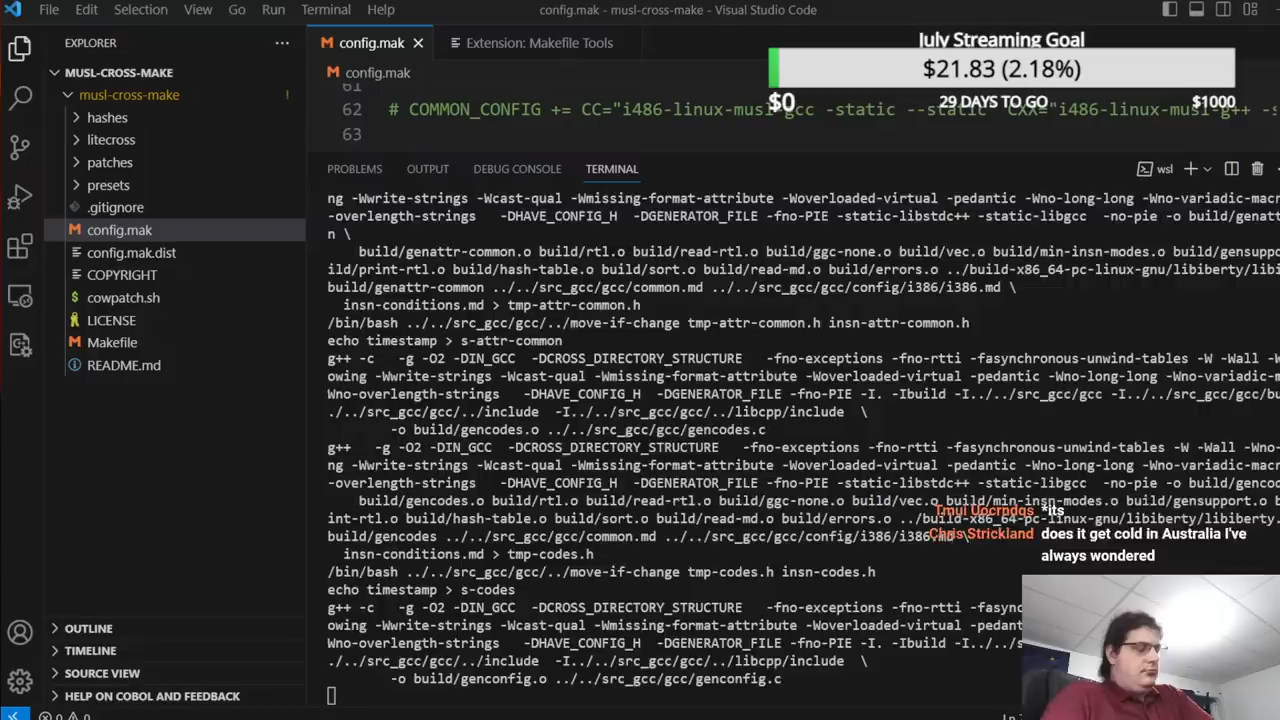 File Edit Selection View Go Run Terminal Help
config.mak - musl-cross-make - Visual Studio Code
EXPLORER
MUSL-CROSS-MAKE
musl-cross-make !
hashes
litecross
patches
presets
.gitignore
config.mak
config.mak.dist
COPYRIGHT
cowpatch.sh
LICENSE
Makefile
README.md
OUTLINE
TIMELINE
SOURCE VIEW
HELP ON COBOL AND FEEDBACK
config.mak
Extension: Makefile Tools
config.mak
July Streaming Goal
$21.83 (2.18%)
$0 29 DAYS TO GO $1000
61
62 # COMMON_CONFIG += CC="i486-linux-musl-gcc -static --static" CXX="i486-linux-musl-g++ -s
63
PROBLEMS OUTPUT DEBUG CONSOLE TERMINAL
wsl
ng -Wwrite-strings -Wcast-qual -Wmissing-format-attribute -Woverloaded-virtual -pedantic -Wno-long-long -Wno-variadic-macr
-overlength-strings -DHAVE_CONFIG_H -DGENERATOR_FILE -fno-PIE -static-libstdc++ -static-libgcc -no-pie -o build/genatt
n \
build/genattr-common.o build/rtl.o build/read-rtl.o build/ggc-none.o build/vec.o build/min-insn-modes.o build/gensuppo
ild/print-rtl.o build/hash-table.o build/sort.o build/read-md.o build/errors.o ../build-x86_64-pc-linux-gnu/libiberty/libi
build/genattr-common ../../src_gcc/gcc/common.md ../../src_gcc/gcc/config/i386/i386.md \
insn-conditions.md > tmp-attr-common.h
/bin/bash ../../src_gcc/gcc/../move-if-change tmp-attr-common.h insn-attr-common.h
echo timestamp > s-attr-common
g++ -c -g -O2 -DIN_GCC -DCROSS_DIRECTORY_STRUCTURE -fno-exceptions -fno-rtti -fasynchronous-unwind-tables -W -Wall -W
owing -Wwrite-strings -Wcast-qual -Wmissing-format-attribute -Woverloaded-virtual -pedantic -Wno-long-long -Wno-variadic-m
Wno-overlength-strings -DHAVE_CONFIG_H -DGENERATOR_FILE -fno-PIE -I. -Ibuild -I../../src_gcc/gcc -I../../src_gcc/gcc/bu
./../src_gcc/gcc/../include -I../../src_gcc/gcc/../libcpp/include \
-o build/gencodes.o ../../src_gcc/gcc/gencodes.c
g++ -g -O2 -DIN_GCC -DCROSS_DIRECTORY_STRUCTURE -fno-exceptions -fno-rtti -fasynchronous-unwind-tables -W -Wall -Wn
ng -Wwrite-strings -Wcast-qual -Wmissing-format-attribute -Woverloaded-virtual -pedantic -Wno-long-long -Wno-variadic-macr
-overlength-strings -DHAVE_CONFIG_H -DGENERATOR_FILE -fno-PIE -static-libstdc++ -static-libgcc -no-pie -o build/gencod
build/gencodes.o build/rtl.o build/read-rtl.o build/ggc-none.o build/vec.o build/min-insn-modes.o build/gensupport.o b
int-rtl.o build/hash-table.o build/sort.o build/read-md.o build/errors.o ../build-x86_64-pc-linux-gnu/libiberty/libiberty
build/gencodes ../../src_gcc/gcc/common.md ../../src_gcc/gcc/config/i386/i386.md \
insn-conditions.md > tmp-codes.h
/bin/bash ../../src_gcc/gcc/../move-if-change tmp-codes.h insn-codes.h
echo timestamp > s-codes
g++ -c -g -O2 -DIN_GCC -DCROSS_DIRECTORY_STRUCTURE -fno-exceptions -fno-rtti -fasync
owing -Wwrite-strings -Wcast-qual -Wmissing-format-attribute -Woverloaded-virtual -pedant
Wno-overlength-strings -DHAVE_CONFIG_H -DGENERATOR_FILE -fno-PIE -I. -Ibuild -I../../src
./../src_gcc/gcc/../include -I../../src_gcc/gcc/../libcpp/include \
-o build/genconfig.o ../../src_gcc/gcc/genconfig.c
Tmui Uocrpdqs *its
Chris Strickland does it get cold in Australia I've
always wondered
0 0